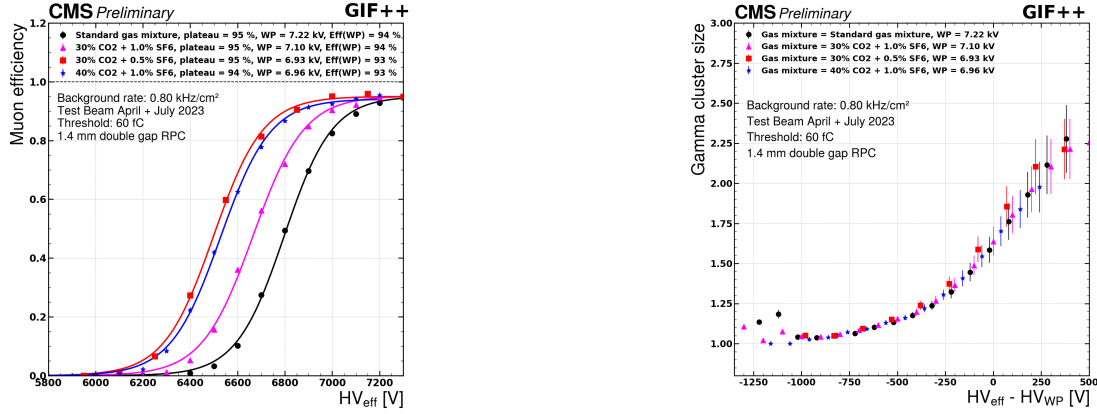 CMS Preliminary GIF++
Standard gas mixture, plateau = 95 %, WP = 7.22 kV, Eff(WP) = 94 %
30% CO2 + 1.0% SF6, plateau = 95 %, WP = 7.10 kV, Eff(WP) = 94 %
30% CO2 + 0.5% SF6, plateau = 95 %, WP = 6.93 kV, Eff(WP) = 93 %
40% CO2 + 1.0% SF6, plateau = 94 %, WP = 6.96 kV, Eff(WP) = 93 %
Background rate: 0.80 kHz/cm²
Test Beam April + July 2023
Threshold: 60 fC
1.4 mm double gap RPC
Muon efficiency
1.2
1.0
0.8
0.6
0.4
0.2
0.0
5800 6000 6200 6400 6600 6800 7000 7200
HVeff [V]
CMS Preliminary GIF++
Gas mixture = Standard gas mixture, WP = 7.22 kV
Gas mixture = 30% CO2 + 1.0% SF6, WP = 7.10 kV
Gas mixture = 30% CO2 + 0.5% SF6, WP = 6.93 kV
Gas mixture = 40% CO2 + 1.0% SF6, WP = 6.96 kV
Background rate: 0.80 kHz/cm²
Test Beam April + July 2023
Threshold: 60 fC
1.4 mm double gap RPC
Gamma cluster size
3.00
2.75
2.50
2.25
2.00
1.75
1.50
1.25
1.00
-1250 -1000 -750 -500 -250 0 250 500
HVeff - HVWP [V]